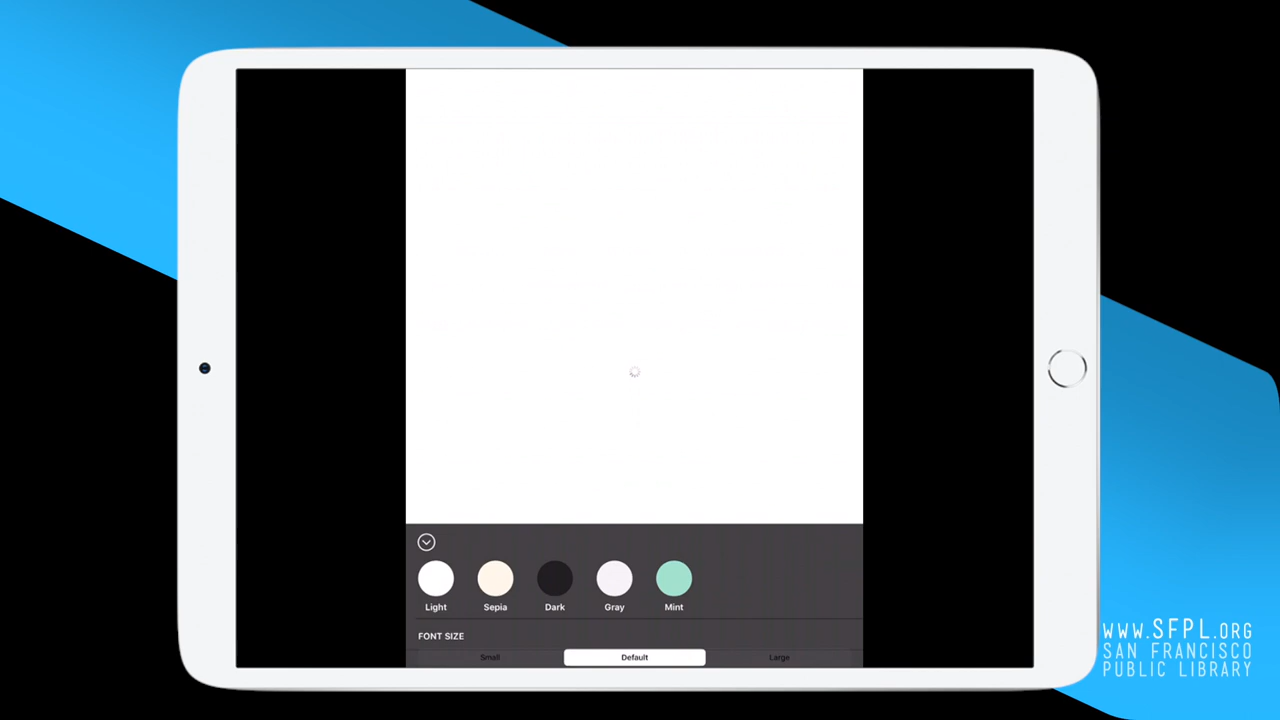 Light Sepia Dark Gray Mint
FONT SIZE
Small Default Large
www.SFPL.org
SAN FRANCISCO
PUBLIC LIBRARY